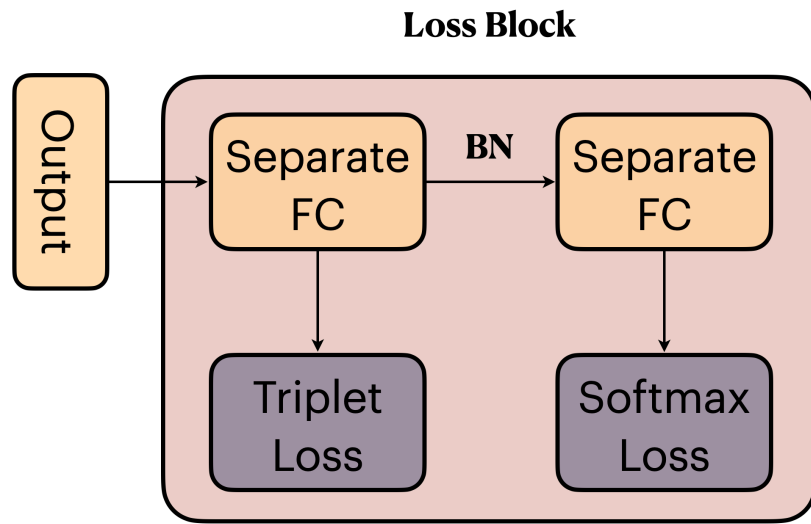 Loss Block
Output
Separate
FC
BN
Separate
FC
Triplet
Loss
Softmax
Loss